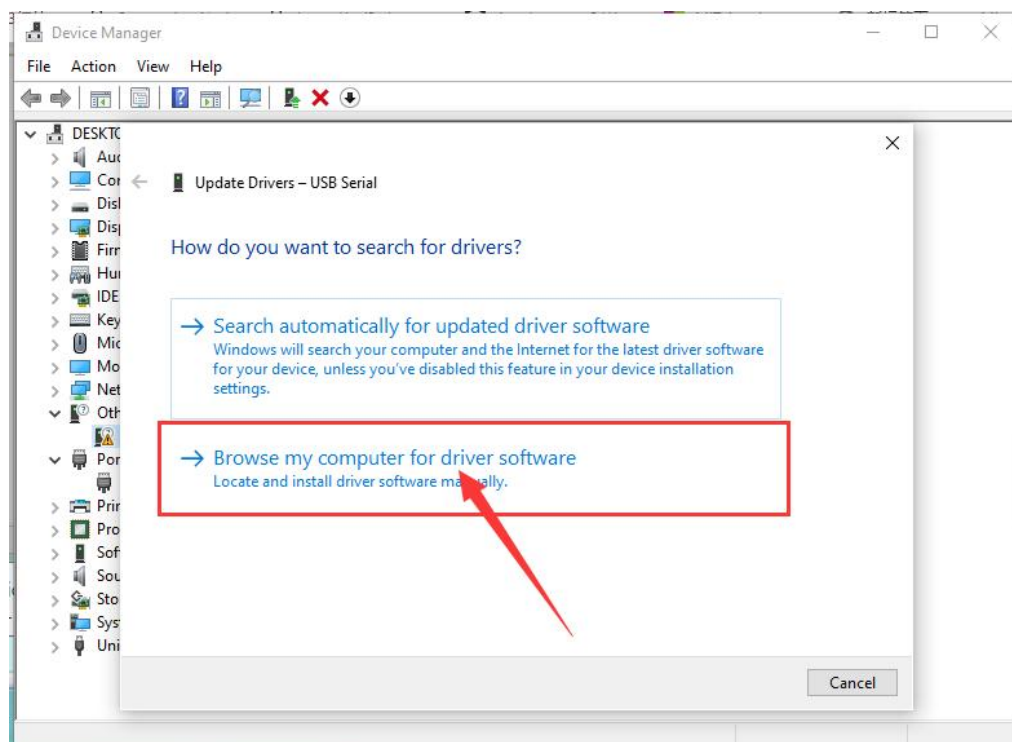 Device Manager
File Action View Help
DESKTO
Aud
Cor
Disl
Disp
Firr
Hur
IDE
Key
Mic
Mo
Net
Oth
Por
Prir
Pro
Sof
Sou
Sto
Sys
Uni
Update Drivers – USB Serial
How do you want to search for drivers?
Search automatically for updated driver software
Windows will search your computer and the Internet for the latest driver software
for your device, unless you've disabled this feature in your device installation
settings.
Browse my computer for driver software
Locate and install driver software manually.
Cancel